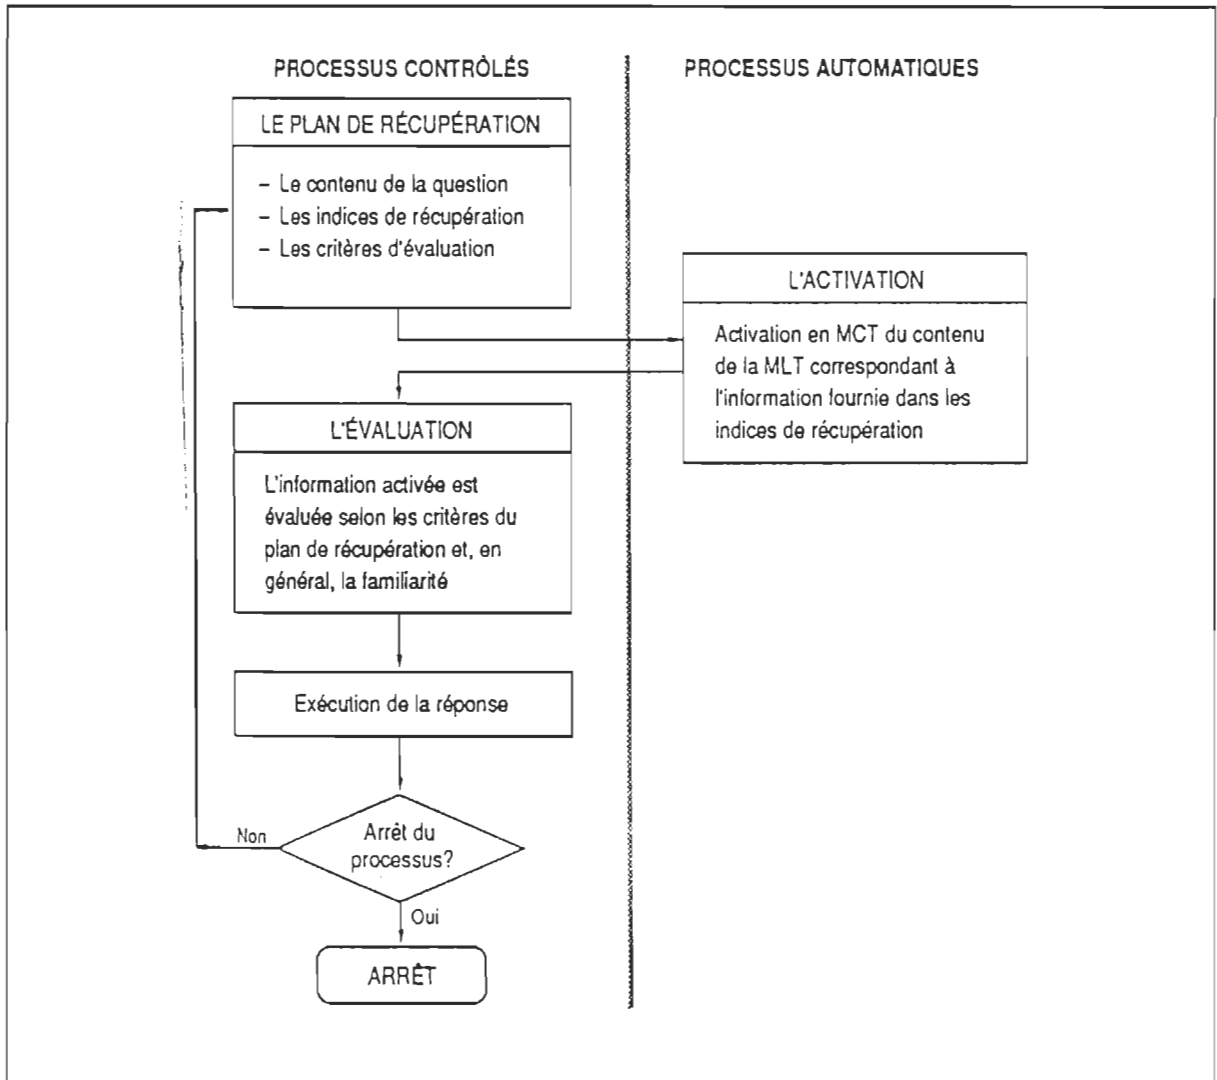 PROCESSUS CONTRÔLÉS
PROCESSUS AUTOMATIQUES
LE PLAN DE RÉCUPÉRATION
– Le contenu de la question
– Les indices de récupération
– Les critères d'évaluation
L'ACTIVATION
Activation en MCT du contenu
de la MLT correspondant à
l'information fournie dans les
indices de récupération
L'ÉVALUATION
L'information activée est
évaluée selon les critères du
plan de récupération et, en
général, la familiarité
Exécution de la réponse
Arrêt du
processus?
Non
Oui
ARRÊT